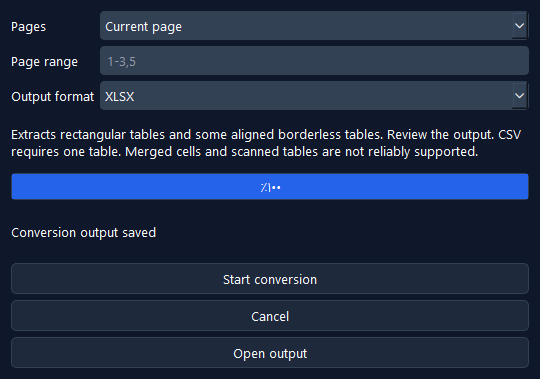 Pages
Current page
Page range
1-3,5
Output format
XLSX
Extracts rectangular tables and some aligned borderless tables. Review the output. CSV
requires one table. Merged cells and scanned tables are not reliably supported.
٪۱۰۰
Conversion output saved
Start conversion
Cancel
Open output